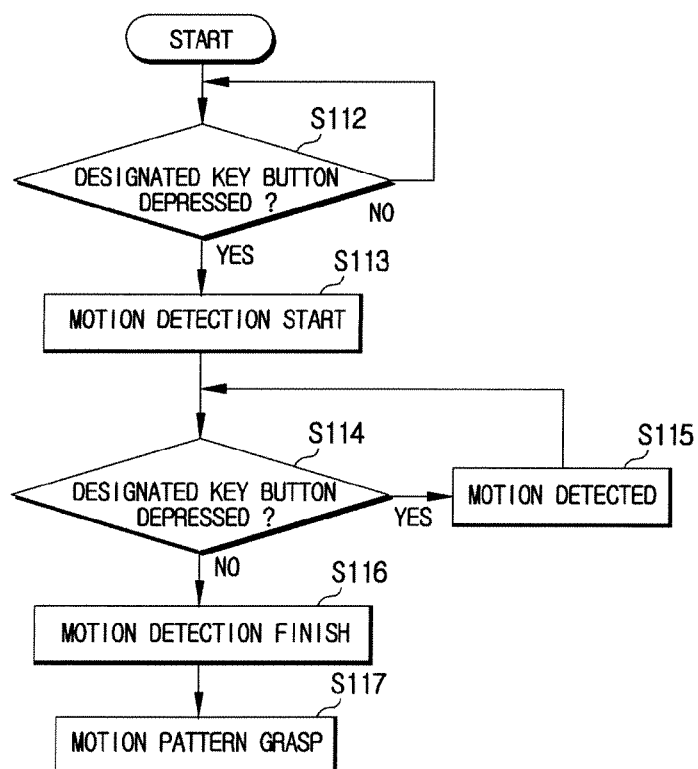 START
S112
DESIGNATED KEY BUTTON
DEPRESSED ?
NO
YES
S113
MOTION DETECTION START
S114
DESIGNATED KEY BUTTON
DEPRESSED ?
YES
S115
MOTION DETECTED
NO
S116
MOTION DETECTION FINISH
S117
MOTION PATTERN GRASP